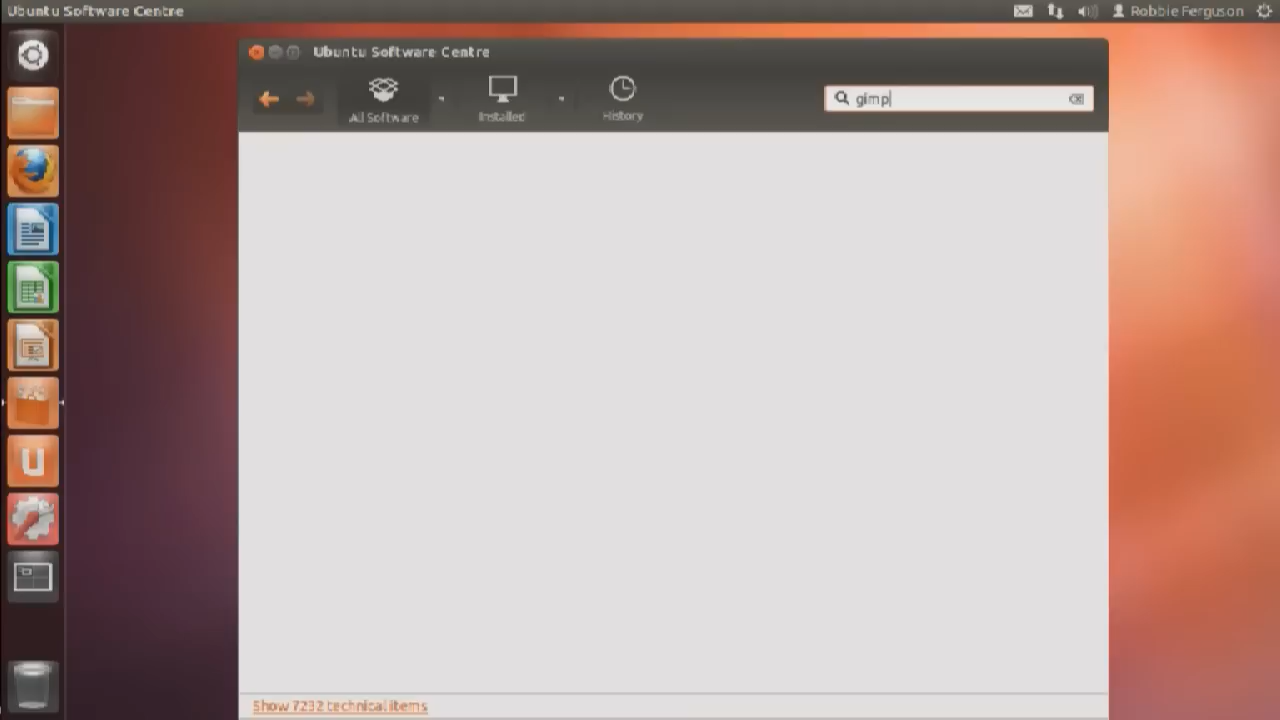 Ubuntu Software Centre
Robbie Ferguson
Ubuntu Software Centre
All Software
Installed
History
gimp
U
Show 7232 technical items